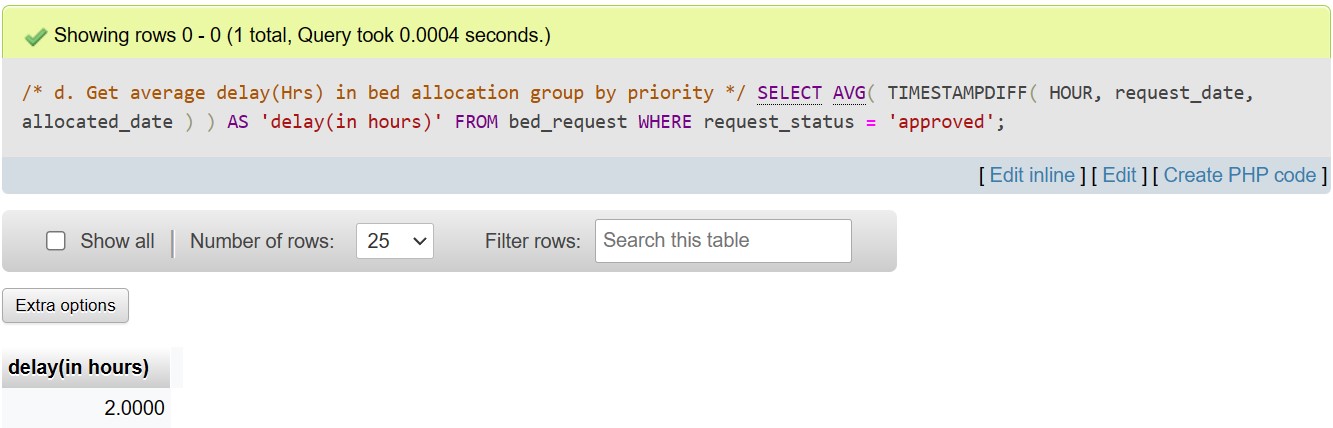 Showing rows 0 - 0 (1 total, Query took 0.0004 seconds.)
/* d. Get average delay(Hrs) in bed allocation group by priority */ SELECT AVG( TIMESTAMPDIFF( HOUR, request_date,
allocated_date ) ) AS 'delay(in hours)' FROM bed_request WHERE request_status = 'approved';
[ Edit inline ] [ Edit ] [ Create PHP code ]
Show all | Number of rows: 25 Filter rows: Search this table
Extra options
delay(in hours)
2.0000